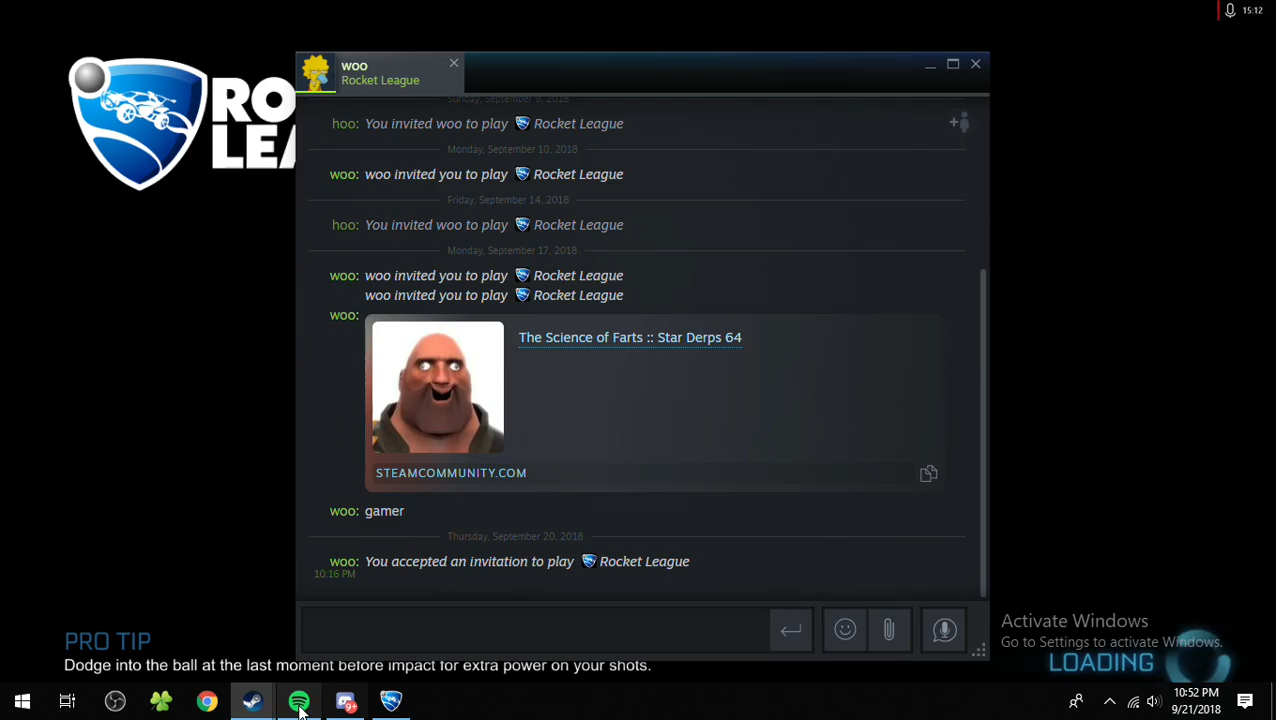 15:12
RO
LEA
woo
Rocket League
Sunday, September 9, 2018
hoo: You invited woo to play Rocket League
Monday, September 10, 2018
woo: woo invited you to play Rocket League
Friday, September 14, 2018
hoo: You invited woo to play Rocket League
Monday, September 17, 2018
woo: woo invited you to play Rocket League
woo invited you to play Rocket League
woo:
The Science of Farts :: Star Derps 64
STEAMCOMMUNITY.COM
woo: gamer
Thursday, September 20, 2018
woo: You accepted an invitation to play Rocket League
10:16 PM
Activate Windows
Go to Settings to activate Windows.
PRO TIP
Dodge into the ball at the last moment before impact for extra power on your shots.
LOADING
9+
10:52 PM
9/21/2018